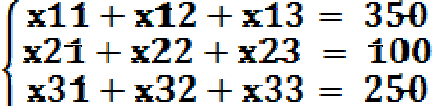 x11 + x12 + x13 = 350
x21 + x22 + x23 = 100
x31 + x32 + x33 = 250